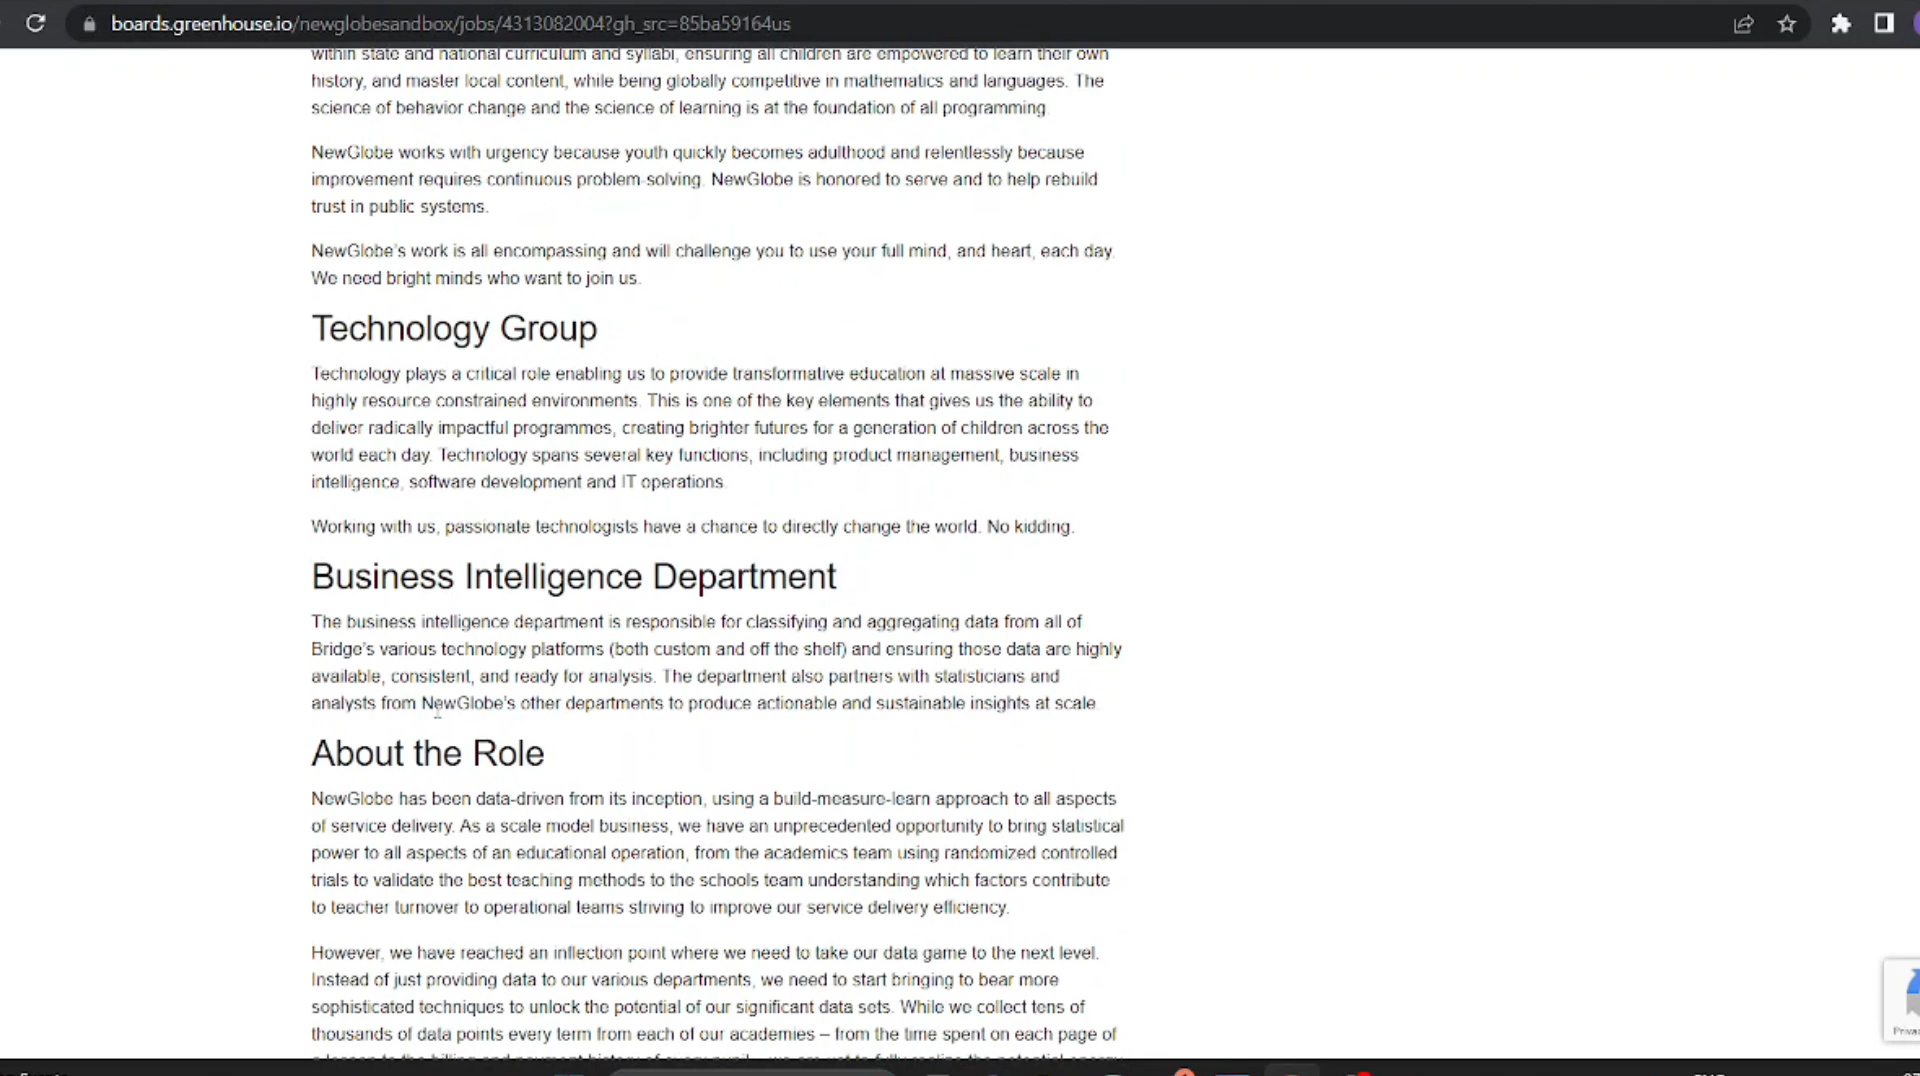 boards.greenhouse.io/newglobesandbox/jobs/4313082004?gh_src=85ba59164us
within state and national curriculum and syllabi, ensuring all children are empowered to learn their own
history, and master local content, while being globally competitive in mathematics and languages. The
science of behavior change and the science of learning is at the foundation of all programming.
NewGlobe works with urgency because youth quickly becomes adulthood and relentlessly because
improvement requires continuous problem-solving. NewGlobe is honored to serve and to help rebuild
trust in public systems.
NewGlobe's work is all encompassing and will challenge you to use your full mind, and heart, each day.
We need bright minds who want to join us.
Technology Group
Technology plays a critical role enabling us to provide transformative education at massive scale in
highly resource constrained environments. This is one of the key elements that gives us the ability to
deliver radically impactful programmes, creating brighter futures for a generation of children across the
world each day. Technology spans several key functions, including product management, business
intelligence, software development and IT operations.
Working with us, passionate technologists have a chance to directly change the world. No kidding.
Business Intelligence Department
The business intelligence department is responsible for classifying and aggregating data from all of
Bridge's various technology platforms (both custom and off the shelf) and ensuring those data are highly
available, consistent, and ready for analysis. The department also partners with statisticians and
analysts from NewGlobe's other departments to produce actionable and sustainable insights at scale.
About the Role
NewGlobe has been data-driven from its inception, using a build-measure-learn approach to all aspects
of service delivery. As a scale model business, we have an unprecedented opportunity to bring statistical
power to all aspects of an educational operation, from the academics team using randomized controlled
trials to validate the best teaching methods to the schools team understanding which factors contribute
to teacher turnover to operational teams striving to improve our service delivery efficiency.
However, we have reached an inflection point where we need to take our data game to the next level.
Instead of just providing data to our various departments, we need to start bringing to bear more
sophisticated techniques to unlock the potential of our significant data sets. While we collect tens of
thousands of data points every term from each of our academies – from the time spent on each page of